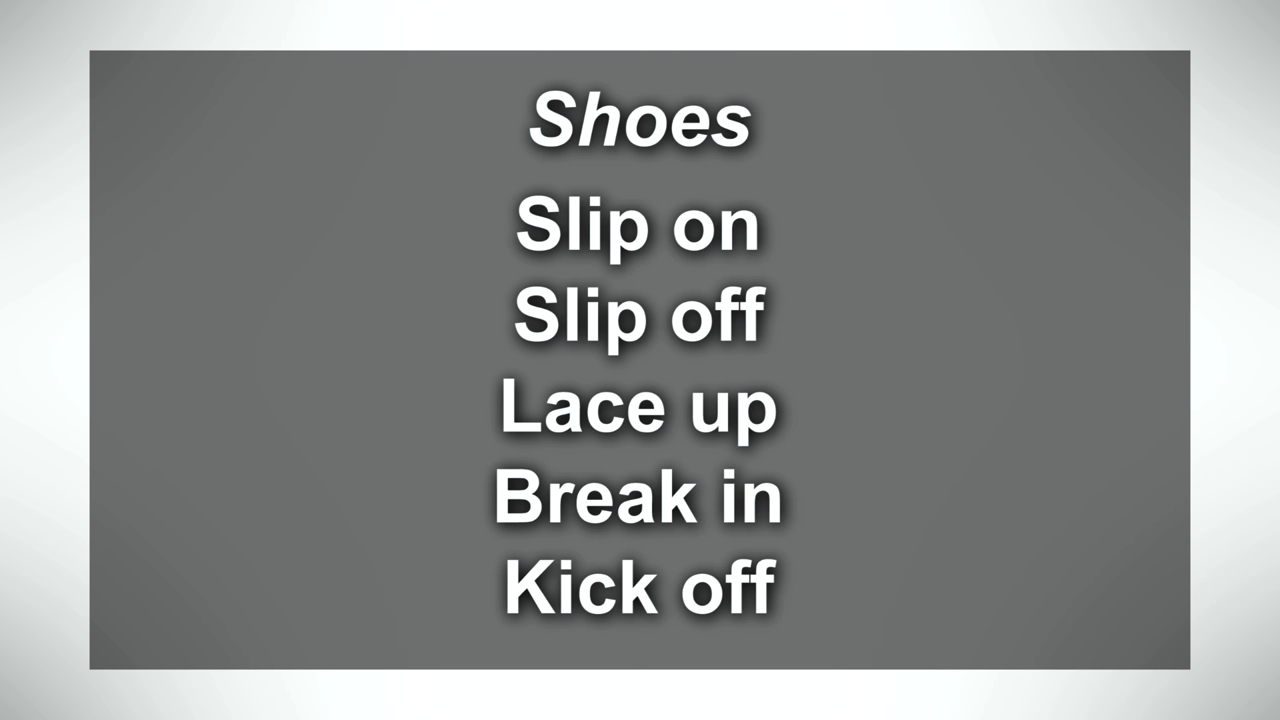 Shoes
Slip on
Slip off
Lace up
Break in
Kick off